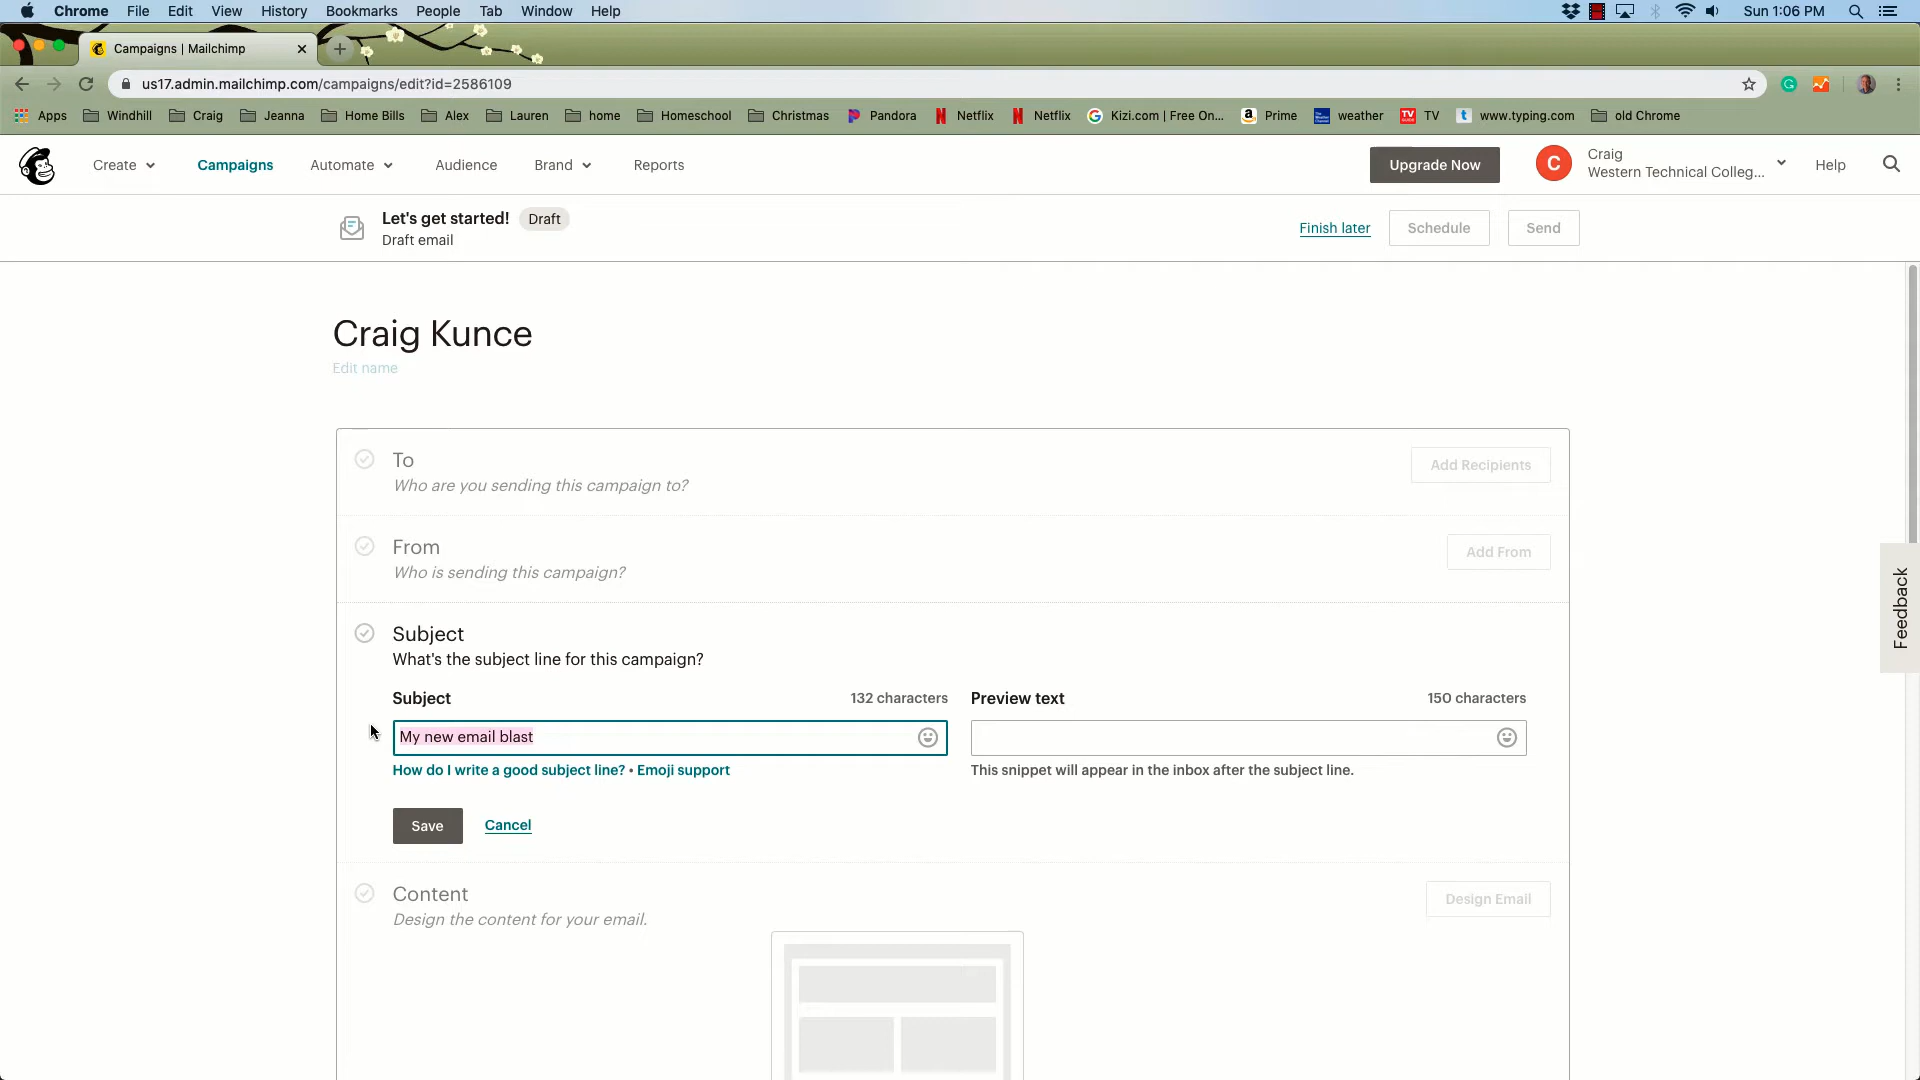 Chrome File Edit View History Bookmarks People Tab Window Help Sun 1:06 PM
Campaigns | Mailchimp
us17.admin.mailchimp.com/campaigns/edit?id=2586109
Apps Windhill Craig Jeanna Home Bills Alex Lauren home Homeschool Christmas Pandora Netflix Netflix Kizi.com | Free On... Prime weather TV www.typing.com old Chrome
Create Campaigns Automate Audience Brand Reports Upgrade Now C Craig Help
Western Technical Colleg...
Let's get started! Draft
Draft email
Finish later Schedule Send
Craig Kunce
Edit name
To
Who are you sending this campaign to?
Add Recipients
From
Who is sending this campaign?
Add From
Subject
What's the subject line for this campaign?
Subject 132 characters Preview text 150 characters
My new email blast
How do I write a good subject line? • Emoji support This snippet will appear in the inbox after the subject line.
Save Cancel
Content
Design the content for your email.
Design Email
Feedback